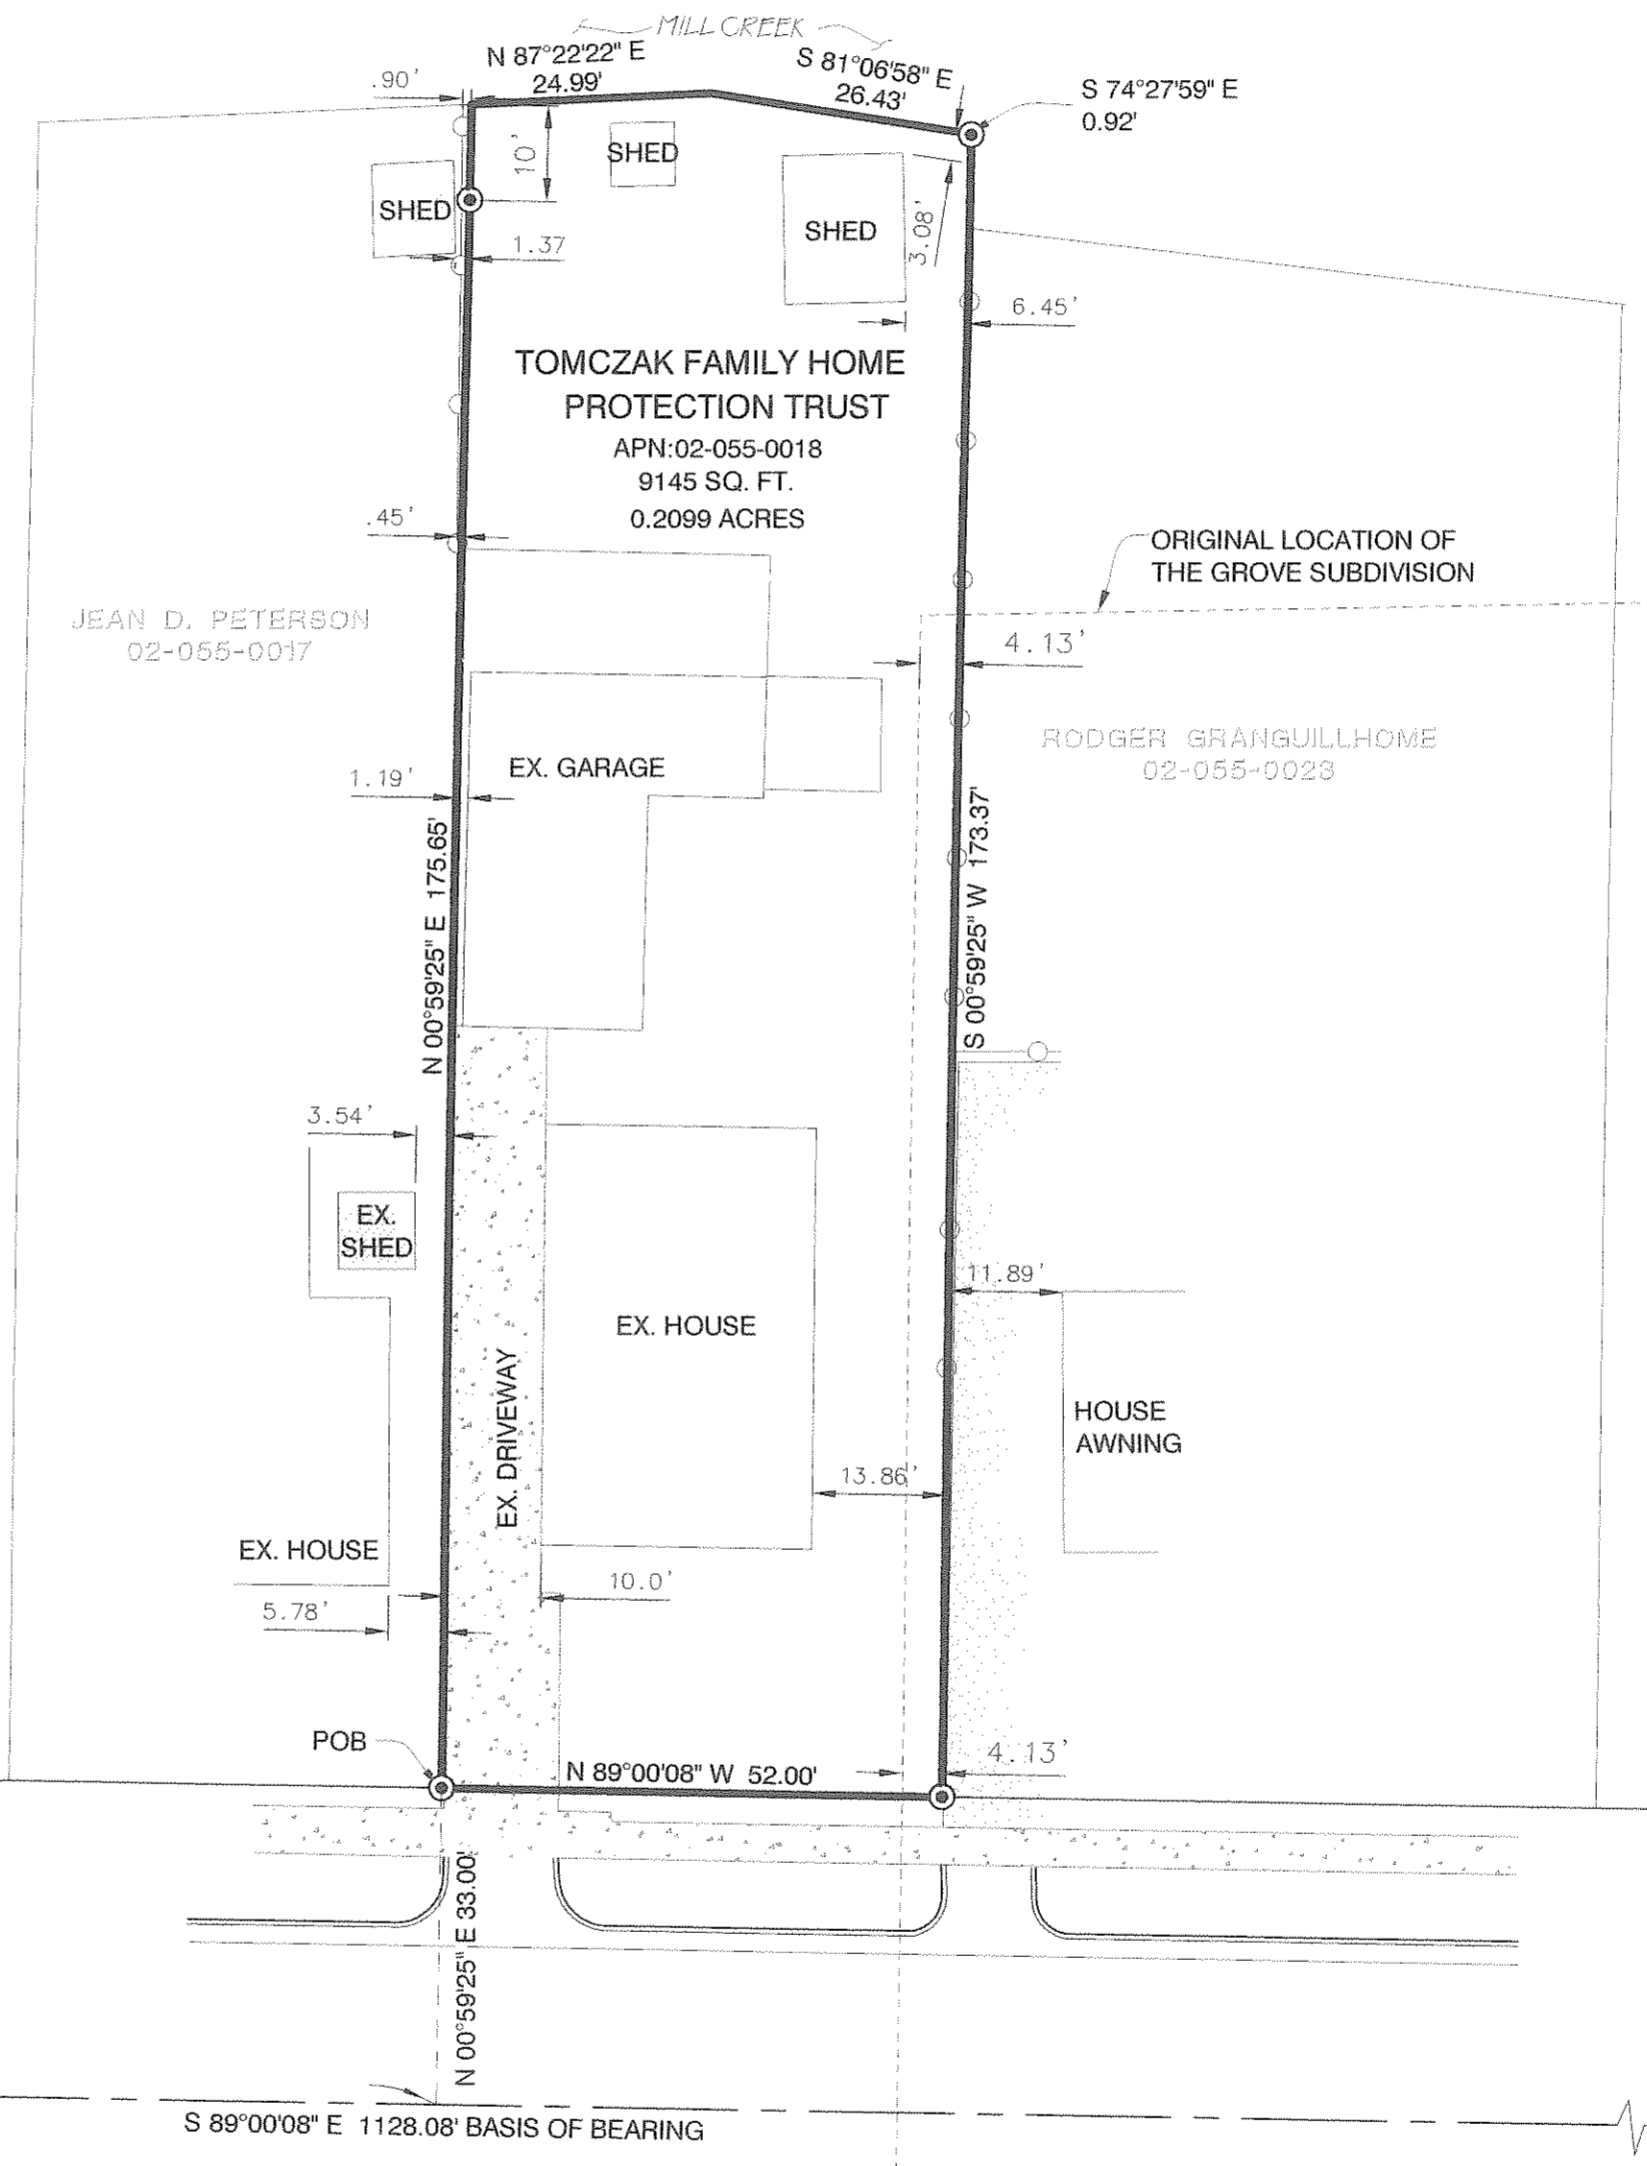 MILL CREEK
N 87°22'22" E
24.99'
S 81°06'58" E
26.43'
S 74°27'59" E
0.92'
.90'
10'
SHED
SHED
SHED
3.08'
1.37
6.45'
TOMCZAK FAMILY HOME
PROTECTION TRUST
APN:02-055-0018
9145 SQ. FT.
0.2099 ACRES
.45'
ORIGINAL LOCATION OF
THE GROVE SUBDIVISION
JEAN D. PETERSON
02-055-0017
4.13'
RODGER GRANGUILLHOME
02-055-0023
EX. GARAGE
1.19'
N 00°59'25" E 175.65'
S 00°59'25" W 173.37'
3.54'
EX.
SHED
EX. HOUSE
11.89'
HOUSE
AWNING
EX. DRIVEWAY
13.86'
EX. HOUSE
10.0'
5.78'
POB
N 89°00'08" W 52.00'
4.13'
N 00°59'25" E 33.00'
S 89°00'08" E 1128.08' BASIS OF BEARING